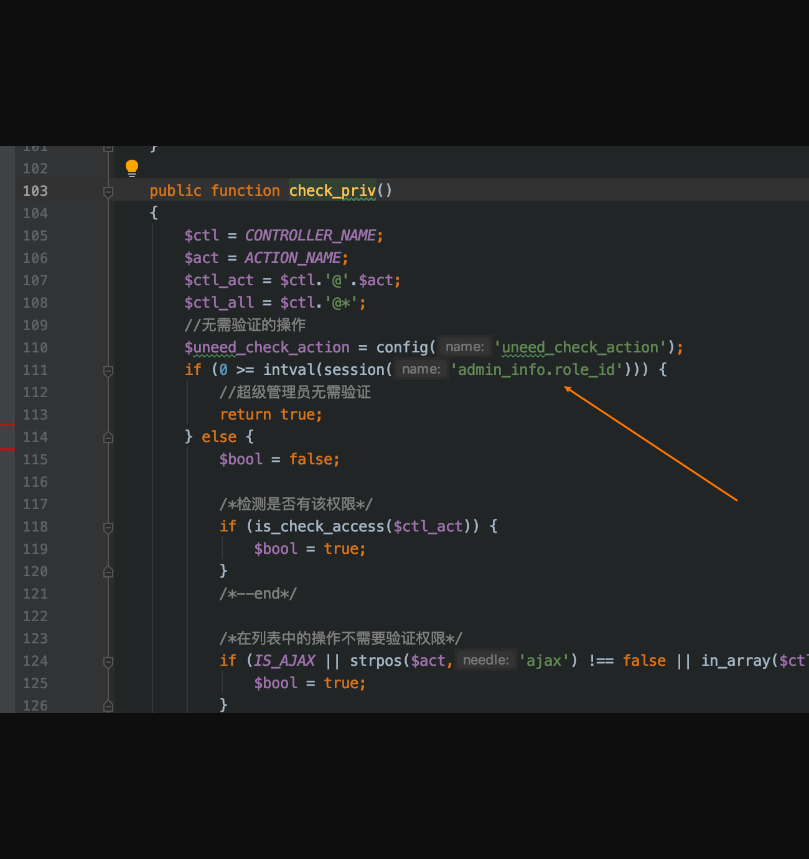 101 }
102
103 public function check_priv()
104 {
105 $ctl = CONTROLLER_NAME;
106 $act = ACTION_NAME;
107 $ctl_act = $ctl.'@'.$act;
108 $ctl_all = $ctl.'@*';
109 //无需验证的操作
110 $uneed_check_action = config( name: 'uneed_check_action');
111 if (0 >= intval(session( name: 'admin_info.role_id'))) {
112 //超级管理员无需验证
113 return true;
114 } else {
115 $bool = false;
116
117 /*检测是否有该权限*/
118 if (is_check_access($ctl_act)) {
119 $bool = true;
120 }
121 /*--end*/
122
123 /*在列表中的操作不需要验证权限*/
124 if (IS_AJAX || strpos($act, needle: 'ajax') !== false || in_array($ctl
125 $bool = true;
126 }